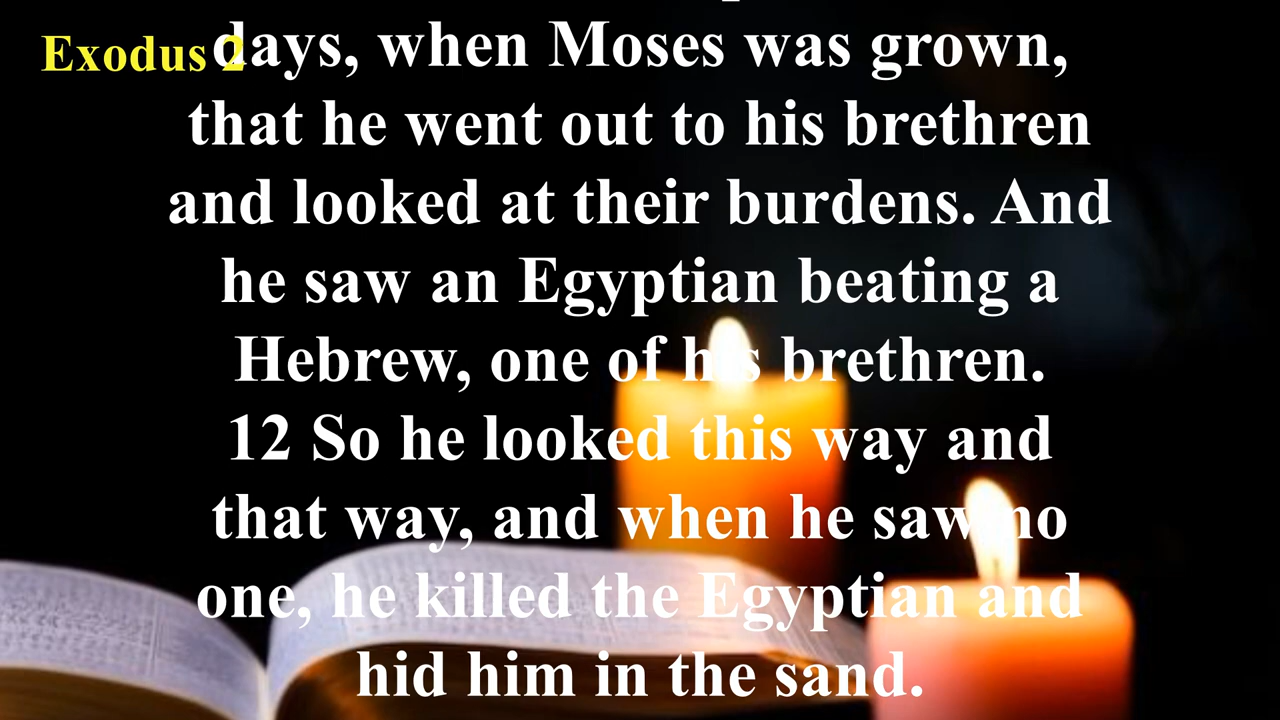 Exodus 2
days, when Moses was grown,
that he went out to his brethren
and looked at their burdens. And
he saw an Egyptian beating a
Hebrew, one of his brethren.
12 So he looked this way and
that way, and when he saw no
one, he killed the Egyptian and
hid him in the sand.